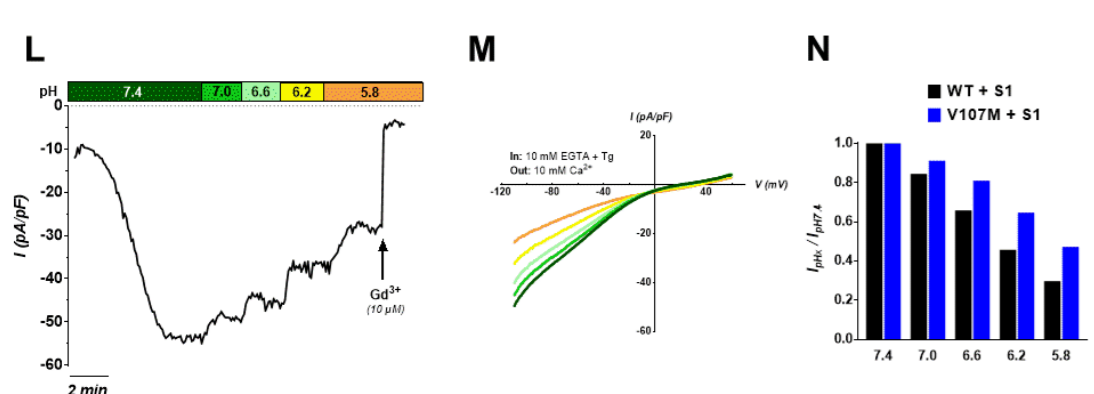 L
pH
7.4
7.0
6.6
6.2
5.8
0
-10
-20
-30
-40
-50
-60
I (pA/pF)
Gd³⁺
(10 µM)
2 min
M
I (pA/pF)
20
In: 10 mM EGTA + Tg
Out: 10 mM Ca²⁺
-120
-80
-40
40
V (mV)
-20
-40
-60
N
WT + S1
V107M + S1
1.0
0.8
0.6
0.4
0.2
0.0
IpHx / IpH7.4
7.4
7.0
6.6
6.2
5.8